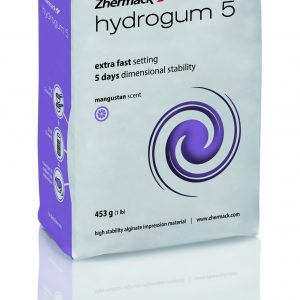 Zhermack
hydrogum 5
extra fast setting
5 days dimensional stability
mangustan scent
453 g (1 lb)
high stability alginate impression material | www.zhermack.com